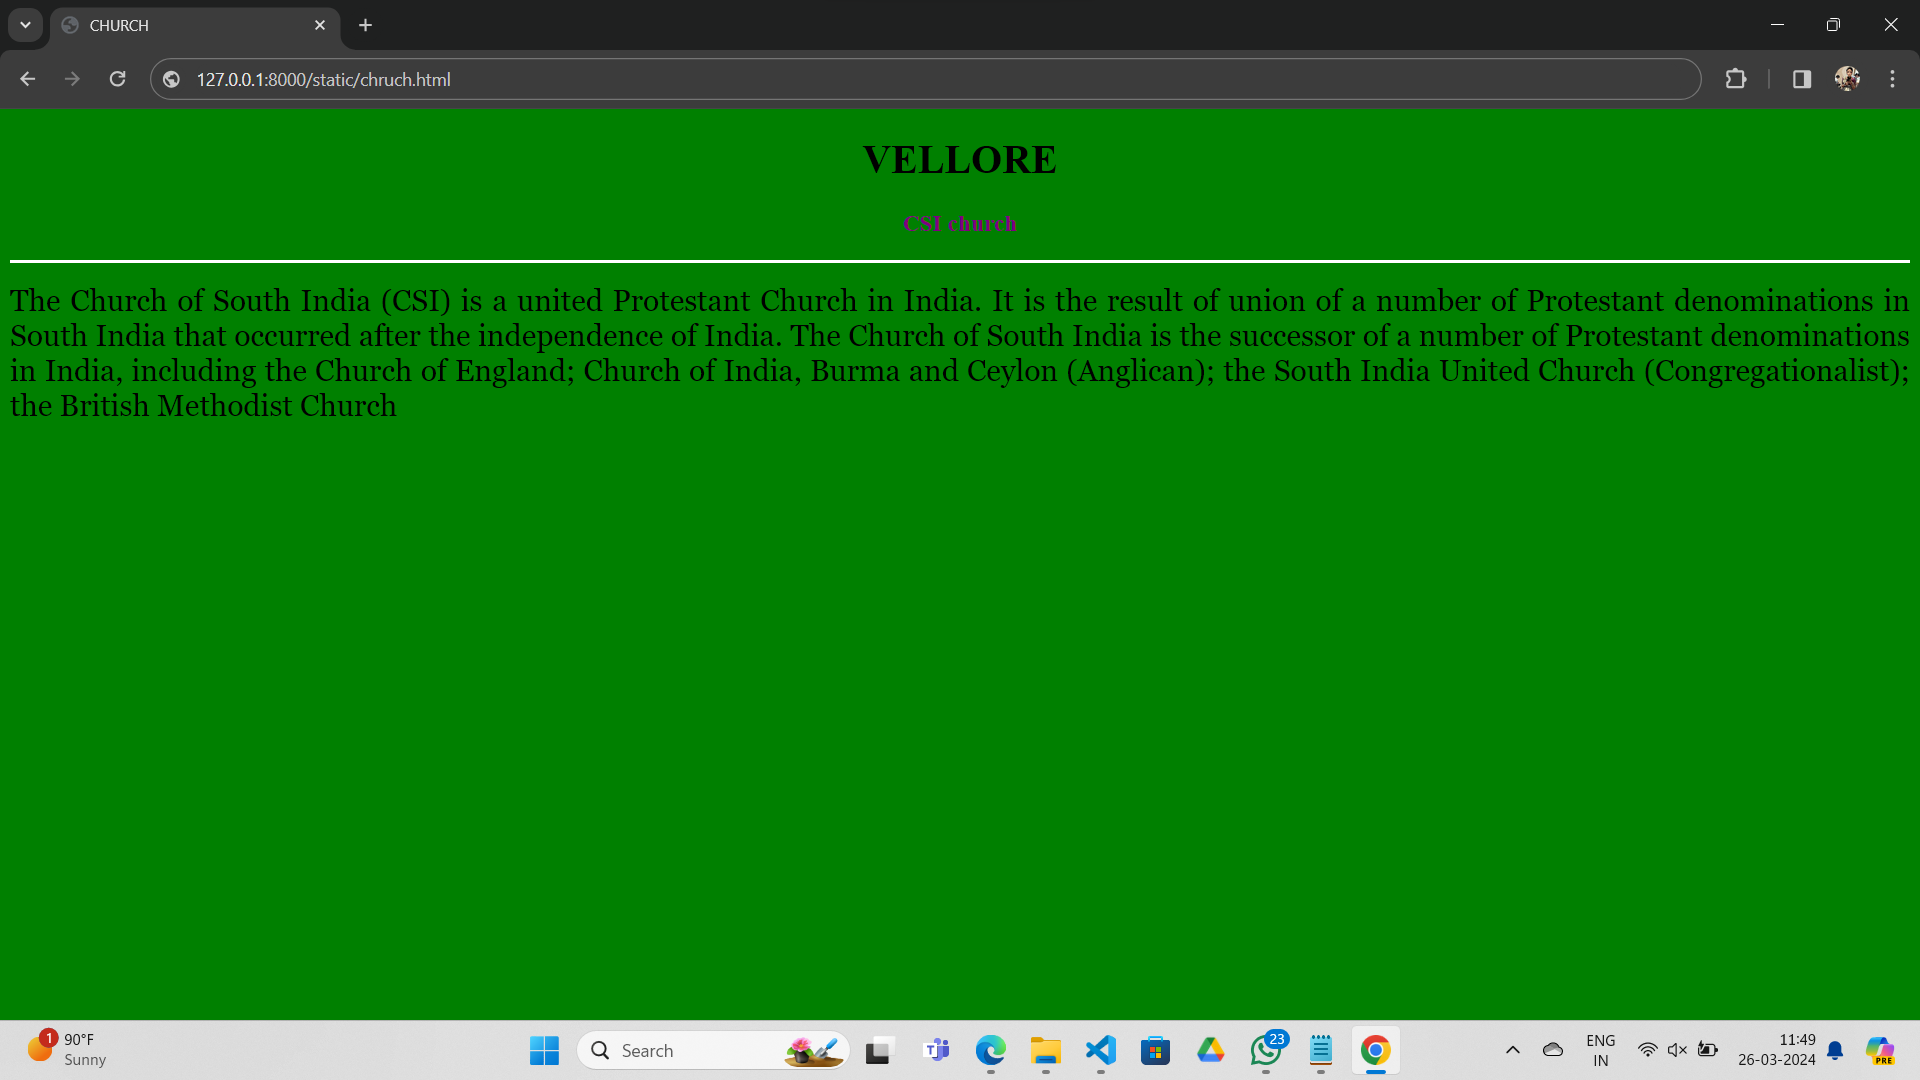 CHURCH
127.0.0.1:8000/static/chruch.html
VELLORE
CSI church
The Church of South India (CSI) is a united Protestant Church in India. It is the result of union of a number of Protestant denominations in
South India that occurred after the independence of India. The Church of South India is the successor of a number of Protestant denominations
in India, including the Church of England; Church of India, Burma and Ceylon (Anglican); the South India United Church (Congregationalist);
the British Methodist Church
1
90°F
Sunny
Search
T
23
ENG
IN
11:49
26-03-2024
PRE